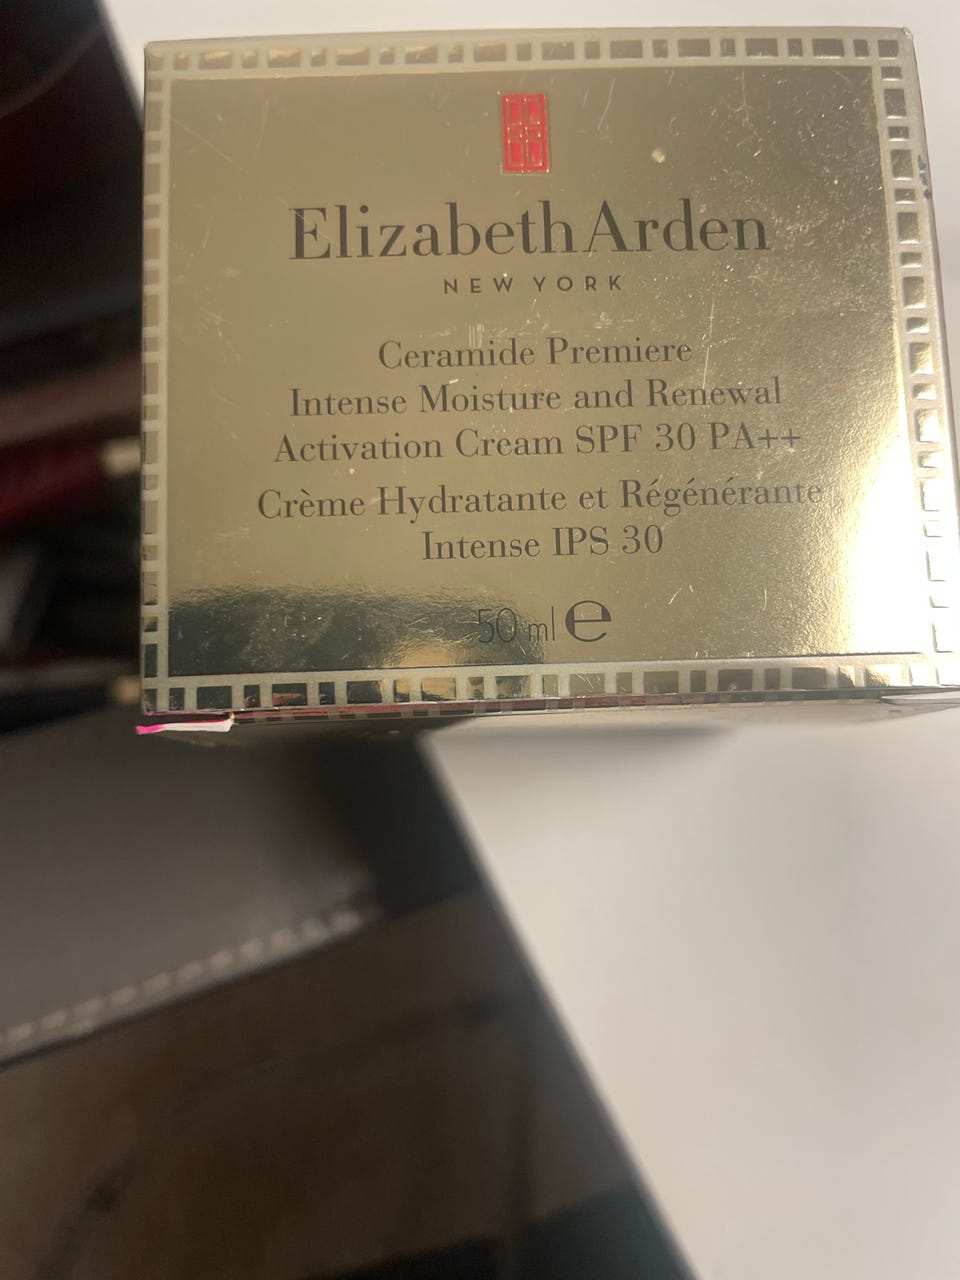 Elizabeth Arden
NEW YORK
Ceramide Premiere
Intense Moisture and Renewal
Activation Cream SPF 30 PA++
Crème Hydratante et Régénérante
Intense IPS 30
50 ml e